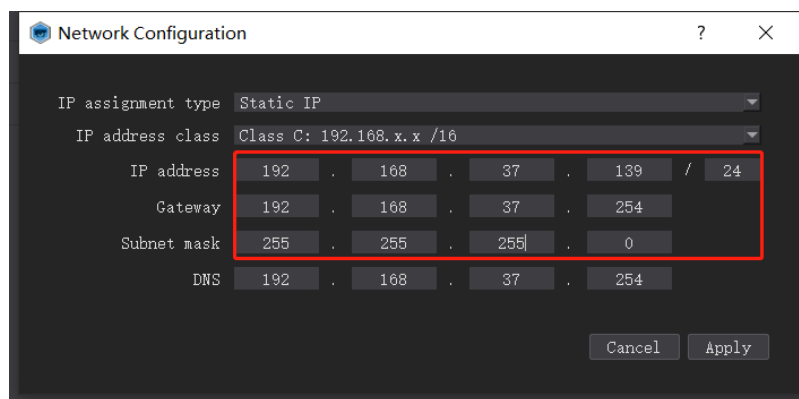 Network Configuration ? ×
IP assignment type Static IP
IP address class Class C: 192.168.x.x /16
IP address 192 . 168 . 37 . 139 / 24
Gateway 192 . 168 . 37 . 254
Subnet mask 255 . 255 . 255 . 0
DNS 192 . 168 . 37 . 254
Cancel Apply